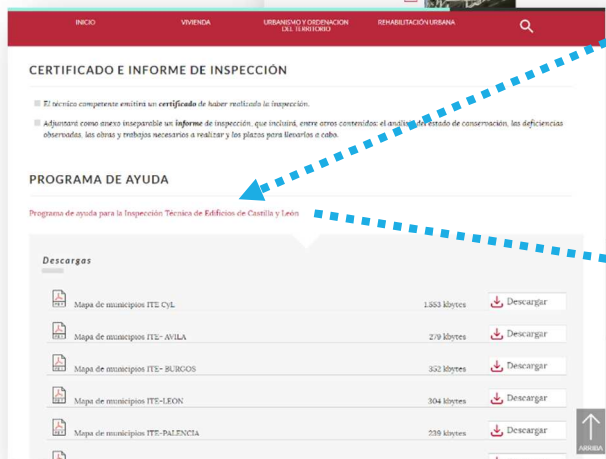 INICIO
VIVIENDA
URBANISMO Y ORDENACION
DEL TERRITORIO
REHABILITACIÓN URBANA
CERTIFICADO E INFORME DE INSPECCIÓN
El técnico competente emitirá un certificado de haber realizado la inspección.
Adjuntará como anexo inseparable un informe de inspección, que incluirá, entre otros contenidos: el análisis del estado de conservación, las deficiencias
observadas, las obras y trabajos necesarios a realizar y los plazos para llevarlos a cabo.
PROGRAMA DE AYUDA
Programa de ayuda para la Inspección Técnica de Edificios de Castilla y León
Descargas
Mapa de municipios ITE CyL 1.553 kbytes Descargar
Mapa de municipios ITE- AVILA 279 kbytes Descargar
Mapa de municipios ITE- BURGOS 352 kbytes Descargar
Mapa de municipios ITE-LEON 304 kbytes Descargar
Mapa de municipios ITE-PALENCIA 239 kbytes Descargar
ARRIBA